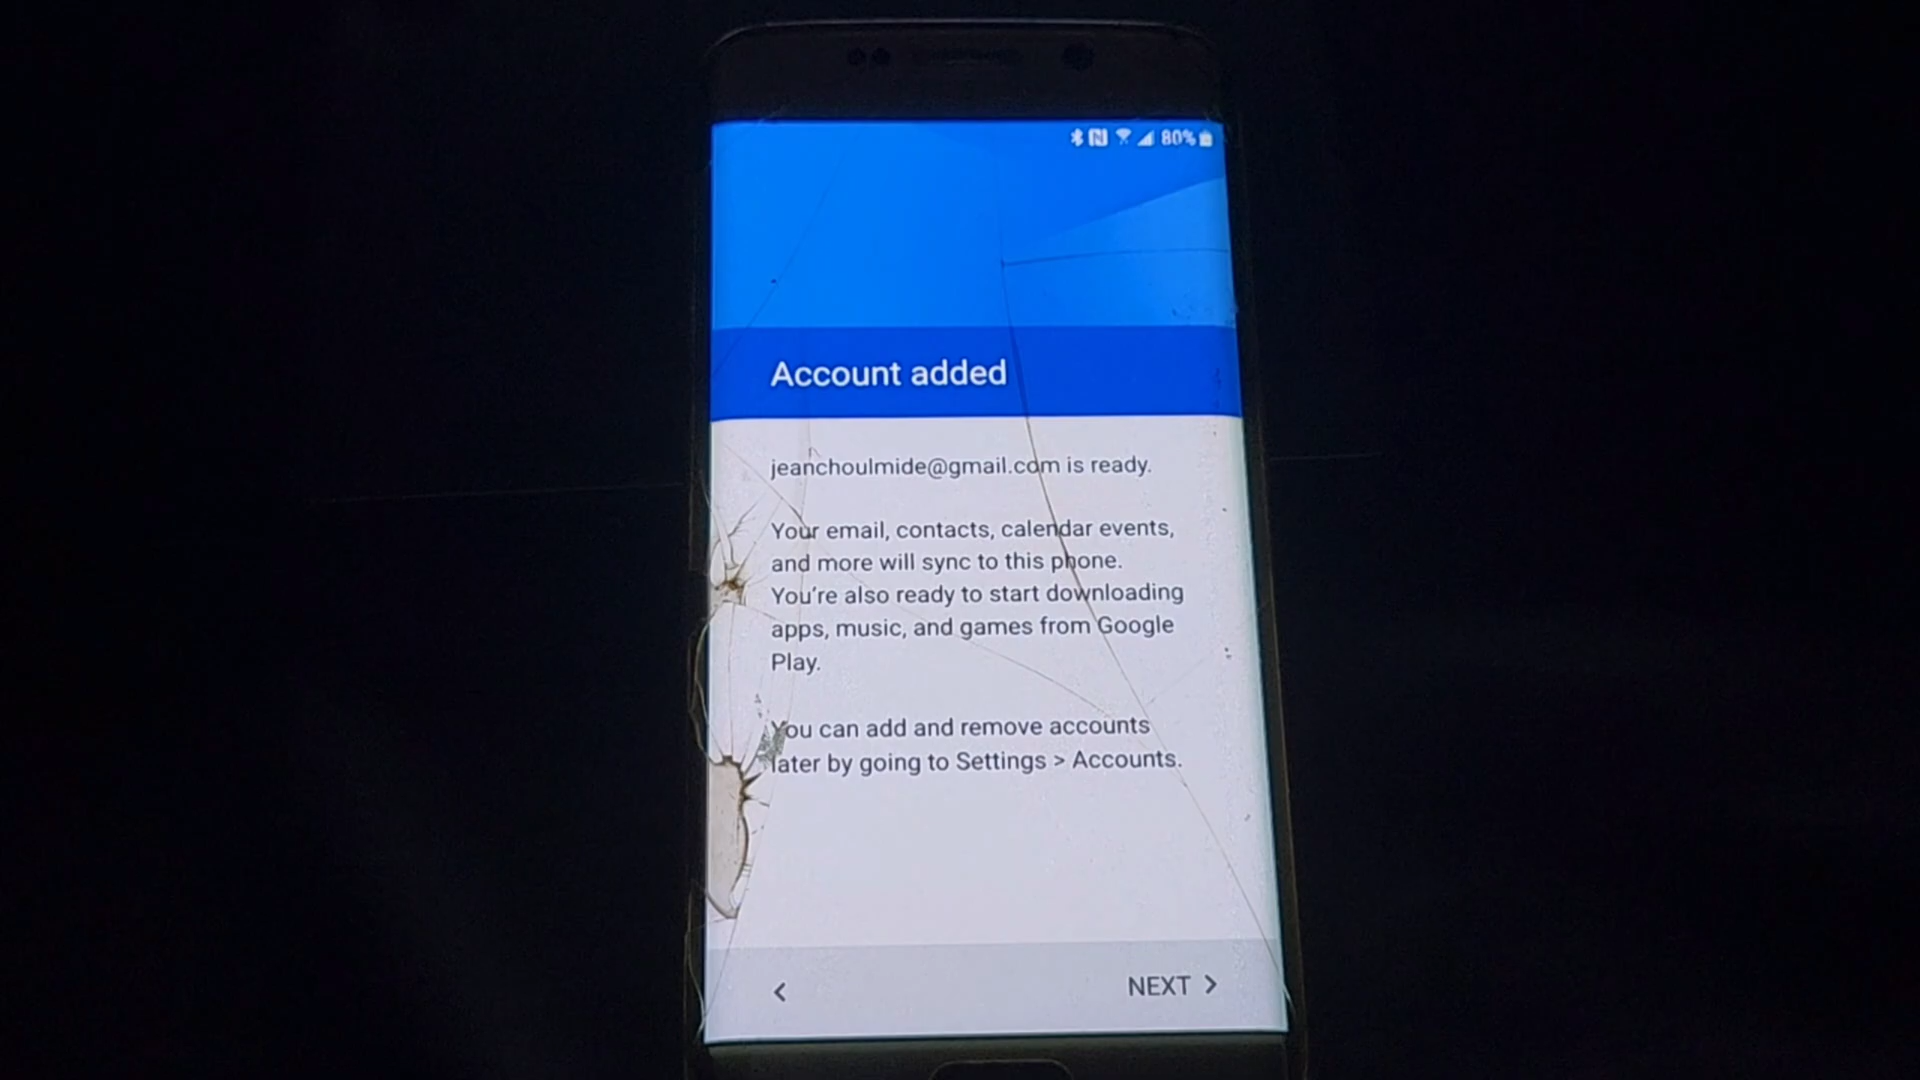 80%
Account added
jeanchoulmide@gmail.com is ready.
Your email, contacts, calendar events,
and more will sync to this phone.
You're also ready to start downloading
apps, music, and games from Google
Play.
You can add and remove accounts
later by going to Settings > Accounts.
< NEXT >